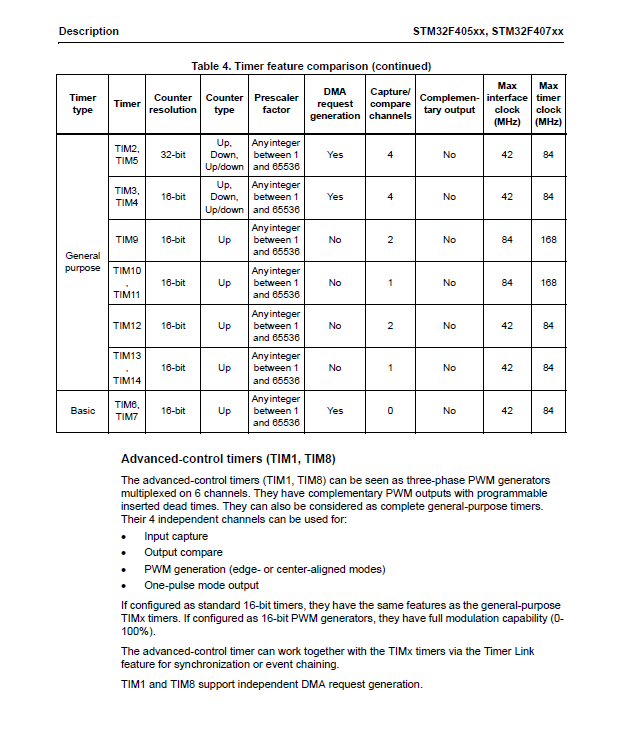 Description STM32F405xx, STM32F407xx
Table 4. Timer feature comparison (continued)
Timer type | Timer | Counter resolution | Counter type | Prescaler factor | DMA request generation | Capture/ compare channels | Complemen- tary output | Max interface clock (MHz) | Max timer clock (MHz)
General purpose | TIM2, TIM5 | 32-bit | Up, Down, Up/down | Any integer between 1 and 65536 | Yes | 4 | No | 42 | 84
TIM3, TIM4 | 16-bit | Up, Down, Up/down | Any integer between 1 and 65536 | Yes | 4 | No | 42 | 84
TIM9 | 16-bit | Up | Any integer between 1 and 65536 | No | 2 | No | 84 | 168
TIM10 , TIM11 | 16-bit | Up | Any integer between 1 and 65536 | No | 1 | No | 84 | 168
TIM12 | 16-bit | Up | Any integer between 1 and 65536 | No | 2 | No | 42 | 84
TIM13 , TIM14 | 16-bit | Up | Any integer between 1 and 65536 | No | 1 | No | 42 | 84
Basic | TIM6, TIM7 | 16-bit | Up | Any integer between 1 and 65536 | Yes | 0 | No | 42 | 84
Advanced-control timers (TIM1, TIM8)
The advanced-control timers (TIM1, TIM8) can be seen as three-phase PWM generators
multiplexed on 6 channels. They have complementary PWM outputs with programmable
inserted dead times. They can also be considered as complete general-purpose timers.
Their 4 independent channels can be used for:
• Input capture
• Output compare
• PWM generation (edge- or center-aligned modes)
• One-pulse mode output
If configured as standard 16-bit timers, they have the same features as the general-purpose
TIMx timers. If configured as 16-bit PWM generators, they have full modulation capability (0-
100%).
The advanced-control timer can work together with the TIMx timers via the Timer Link
feature for synchronization or event chaining.
TIM1 and TIM8 support independent DMA request generation.